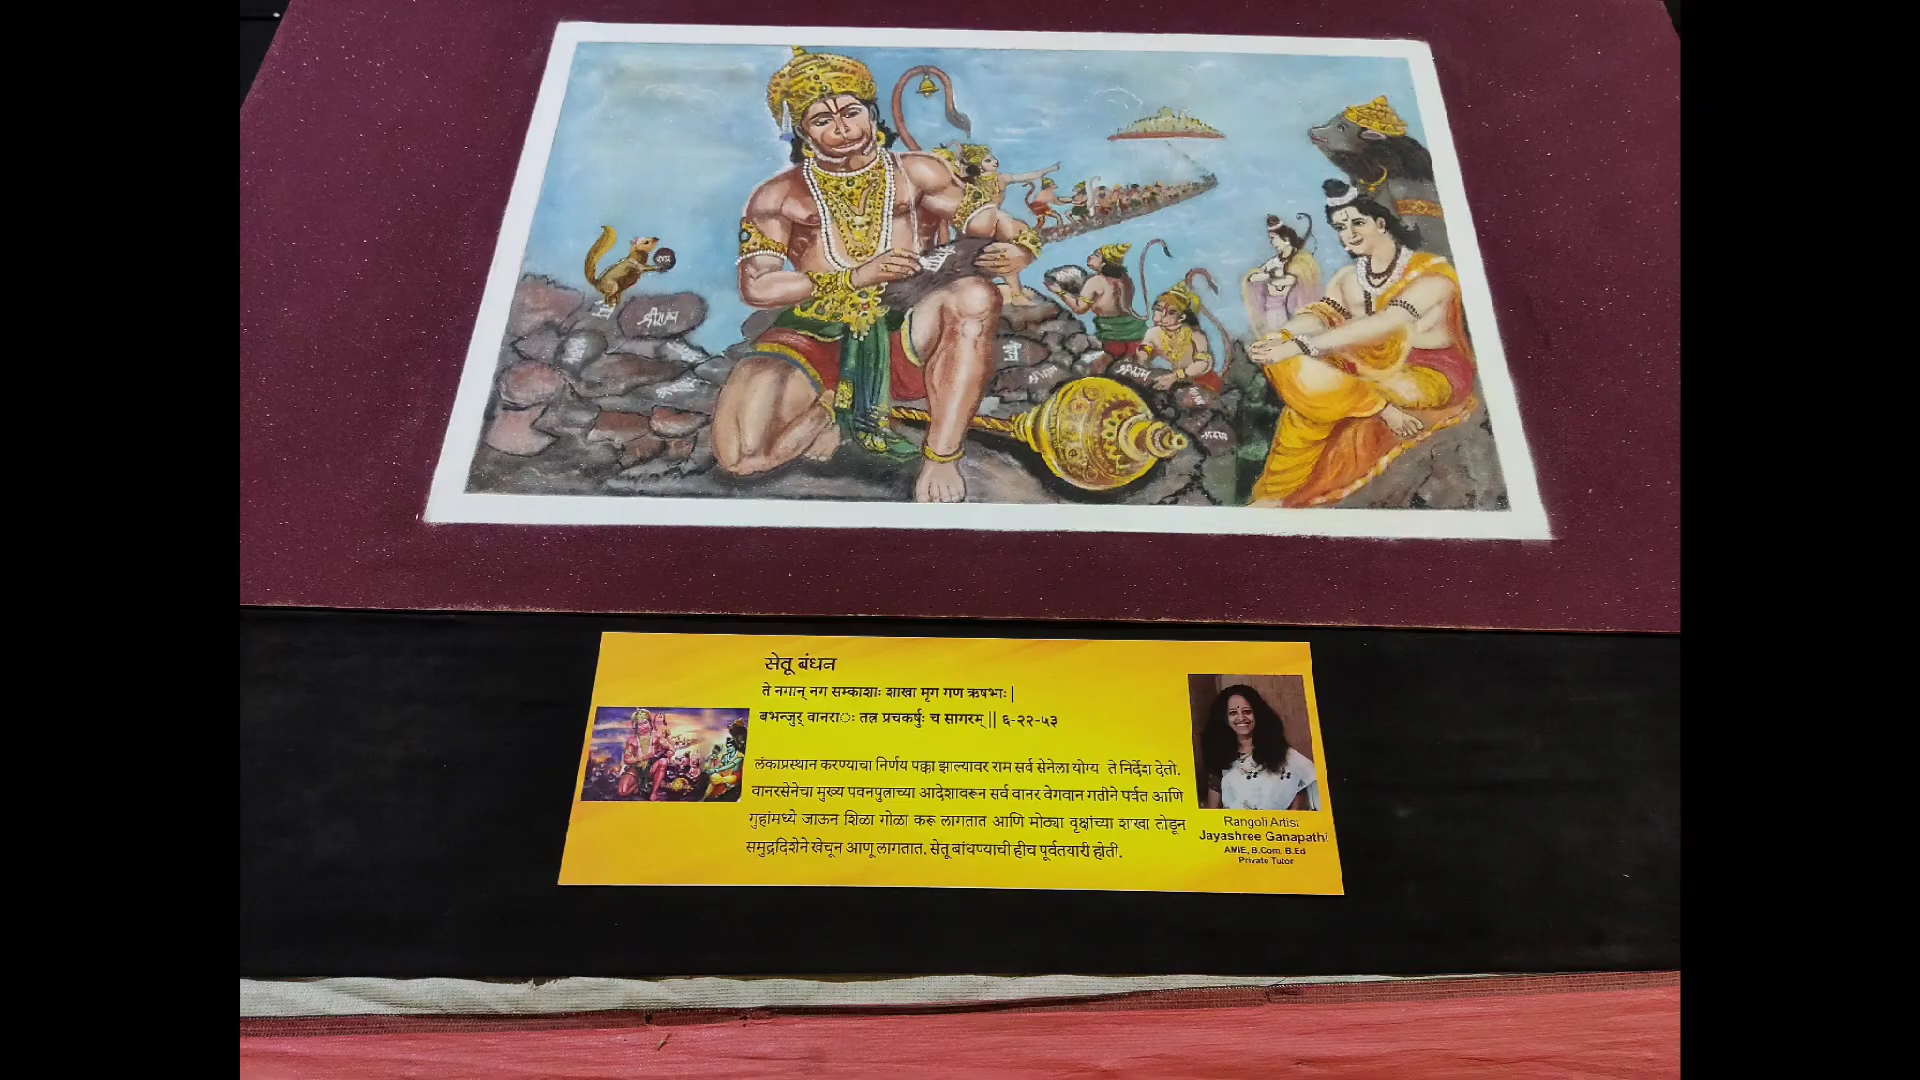 राम
श्रीराम
श्रीराम
श्रीराम
सेतू बंधन
ते नगान् नग सम्काशाः शाखा मृग गण ऋषभाः |
बभन्जुर् वानराः तत्र प्रचकर्षुः च सागरम् || ६-२२-५३
लंकाप्रस्थान करण्याचा निर्णय पक्का झाल्यावर राम सर्व सेनेला योग्य ते निर्देश देतो.
वानरसेनेचा मुख्य पवनपुत्राच्या आदेशावरून सर्व वानर वेगवान गतीने पर्वत आणि
गुहांमध्ये जाऊन शिळा गोळा करू लागतात आणि मोठ्या वृक्षांच्या शाखा तोडून
समुद्रदिशेने खेचून आणू लागतात. सेतू बांधण्याची हीच पूर्वतयारी होती.
Rangoli Artist
Jayashree Ganapathi
AMIE, B.Com. B.Ed
Private Tutor